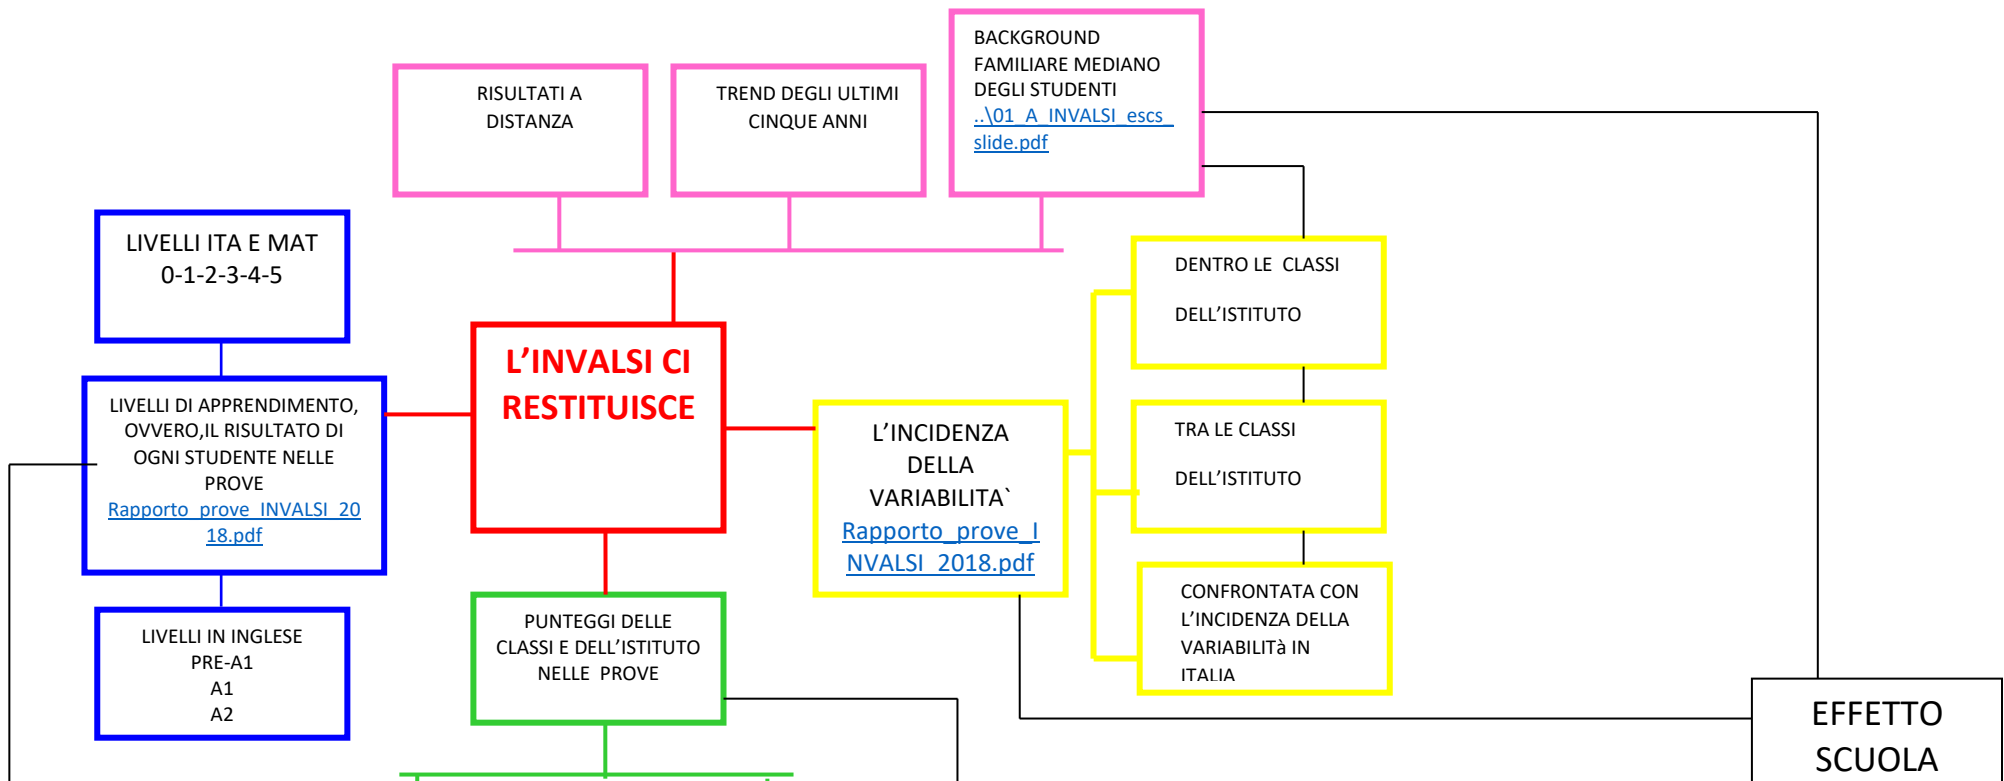 BACKGROUND
FAMILIARE MEDIANO
DEGLI STUDENTI
..\01_A_INVALSI_escs_
slide.pdf
RISULTATI A
DISTANZA
TREND DEGLI ULTIMI
CINQUE ANNI
LIVELLI ITA E MAT
0-1-2-3-4-5
DENTRO LE CLASSI
DELL’ISTITUTO
L’INVALSI CI
RESTITUISCE
LIVELLI DI APPRENDIMENTO,
OVVERO,IL RISULTATO DI
OGNI STUDENTE NELLE
PROVE
Rapporto_prove_INVALSI_20
18.pdf
L’INCIDENZA
DELLA
VARIABILITA`
Rapporto_prove_I
NVALSI_2018.pdf
TRA LE CLASSI
DELL’ISTITUTO
CONFRONTATA CON
L’INCIDENZA DELLA
VARIABILITà IN
ITALIA
LIVELLI IN INGLESE
PRE-A1
A1
A2
PUNTEGGI DELLE
CLASSI E DELL’ISTITUTO
NELLE PROVE
EFFETTO
SCUOLA